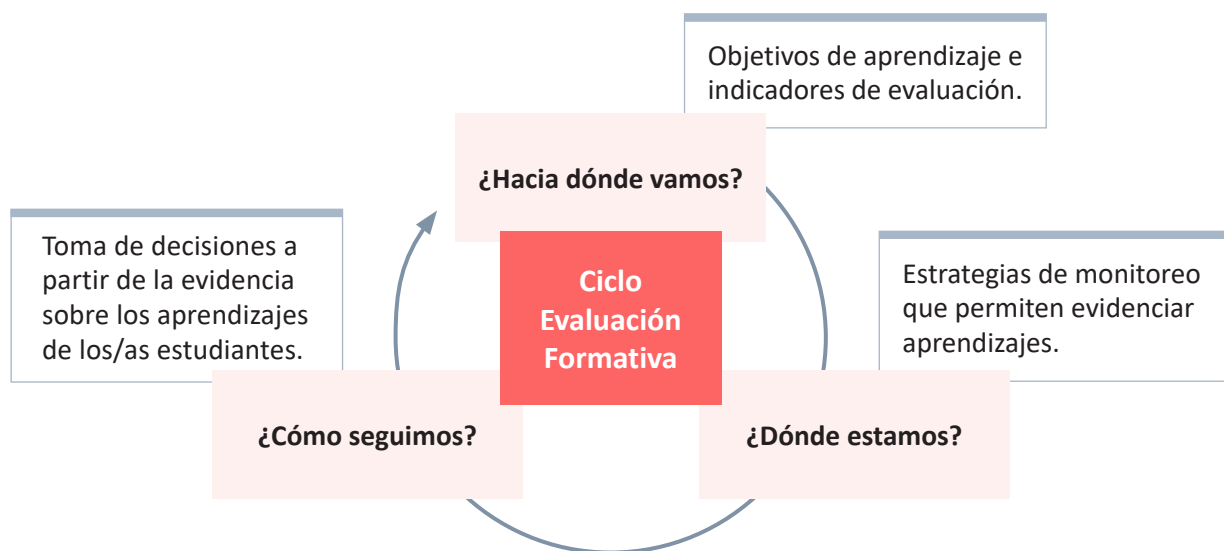 Objetivos de aprendizaje e
indicadores de evaluación.
¿Hacia dónde vamos?
Toma de decisiones a
partir de la evidencia
sobre los aprendizajes
de los/as estudiantes.
Ciclo
Evaluación
Formativa
Estrategias de monitoreo
que permiten evidenciar
aprendizajes.
¿Cómo seguimos?
¿Dónde estamos?